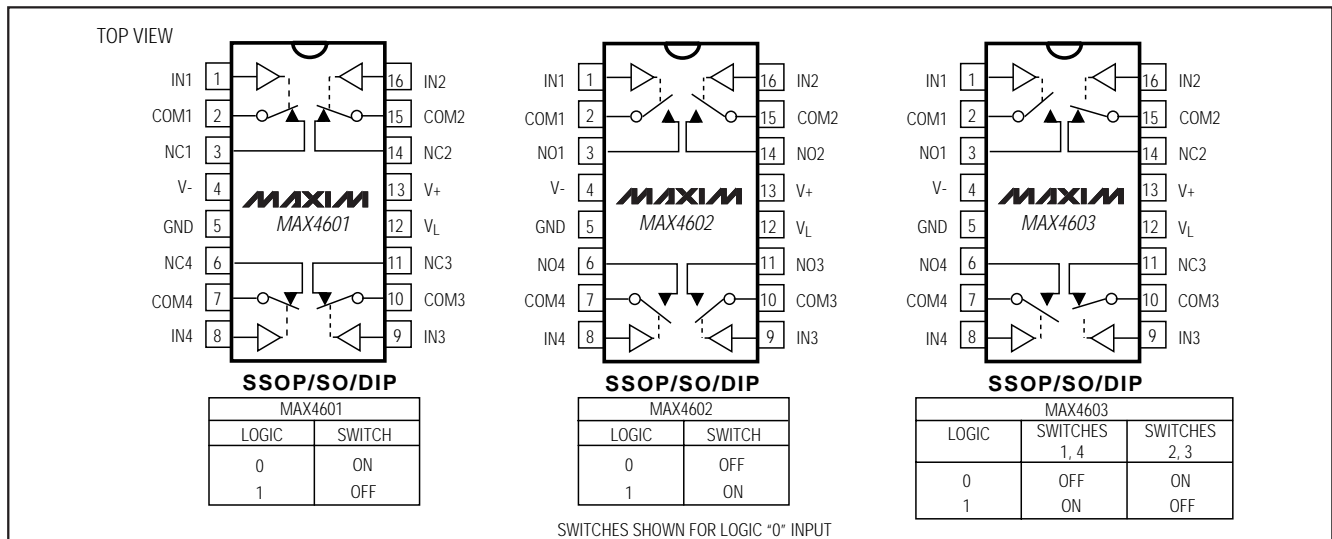 TOP VIEW
IN1 1 16 IN2
COM1 2 15 COM2
NC1 3 14 NC2
V- 4 13 V+
MAXIM
GND 5 MAX4601 12 VL
NC4 6 11 NC3
COM4 7 10 COM3
IN4 8 9 IN3
SSOP/SO/DIP
MAX4601
LOGIC SWITCH
0 ON
1 OFF
IN1 1 16 IN2
COM1 2 15 COM2
NO1 3 14 NO2
V- 4 13 V+
MAXIM
GND 5 MAX4602 12 VL
NO4 6 11 NO3
COM4 7 10 COM3
IN4 8 9 IN3
SSOP/SO/DIP
MAX4602
LOGIC SWITCH
0 OFF
1 ON
IN1 1 16 IN2
COM1 2 15 COM2
NO1 3 14 NC2
V- 4 13 V+
MAXIM
GND 5 MAX4603 12 VL
NO4 6 11 NC3
COM4 7 10 COM3
IN4 8 9 IN3
SSOP/SO/DIP
MAX4603
LOGIC SWITCHES 1, 4 SWITCHES 2, 3
0 OFF ON
1 ON OFF
SWITCHES SHOWN FOR LOGIC “0” INPUT